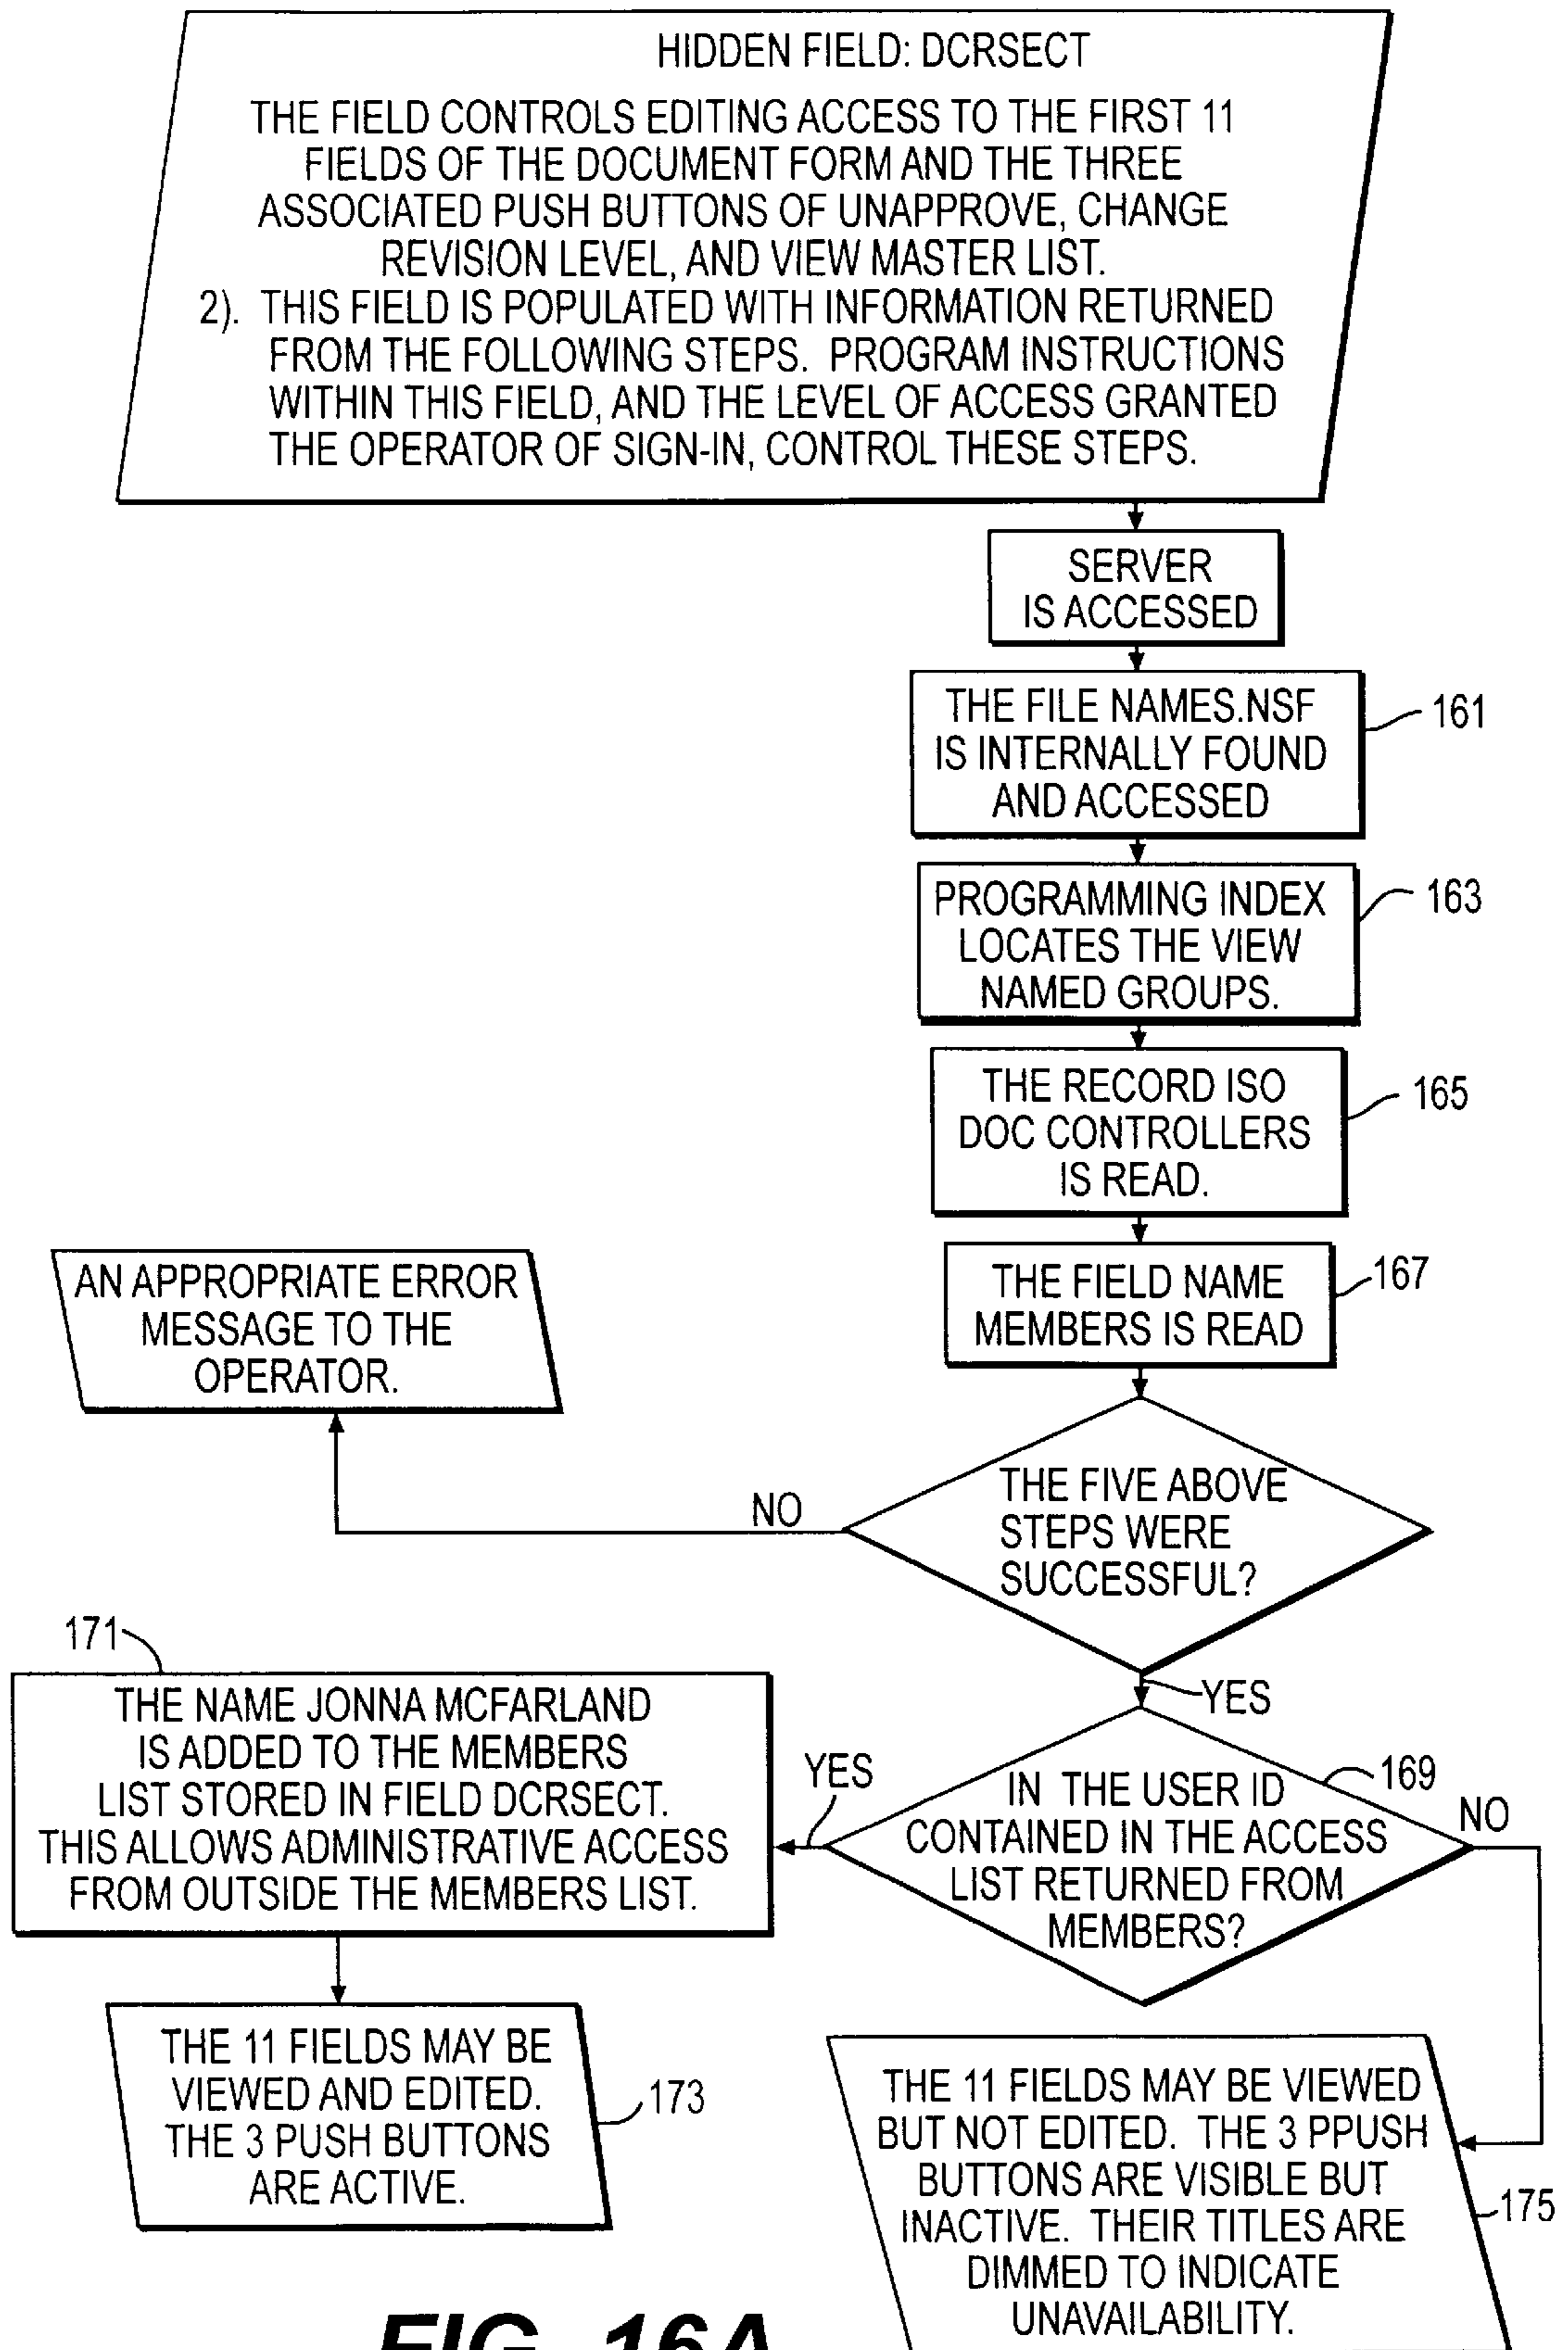 HIDDEN FIELD: DCRSECT
THE FIELD CONTROLS EDITING ACCESS TO THE FIRST 11
FIELDS OF THE DOCUMENT FORM AND THE THREE
ASSOCIATED PUSH BUTTONS OF UNAPPROVE, CHANGE
REVISION LEVEL, AND VIEW MASTER LIST.
2). THIS FIELD IS POPULATED WITH INFORMATION RETURNED
FROM THE FOLLOWING STEPS. PROGRAM INSTRUCTIONS
WITHIN THIS FIELD, AND THE LEVEL OF ACCESS GRANTED
THE OPERATOR OF SIGN-IN, CONTROL THESE STEPS.
SERVER
IS ACCESSED
THE FILE NAMES.NSF
IS INTERNALLY FOUND
AND ACCESSED
161
PROGRAMMING INDEX
LOCATES THE VIEW
NAMED GROUPS.
163
THE RECORD ISO
DOC CONTROLLERS
IS READ.
165
THE FIELD NAME
MEMBERS IS READ
167
AN APPROPRIATE ERROR
MESSAGE TO THE
OPERATOR.
THE FIVE ABOVE
STEPS WERE
SUCCESSFUL?
NO
YES
IN THE USER ID
CONTAINED IN THE ACCESS
LIST RETURNED FROM
MEMBERS?
169
YES
NO
171
THE NAME JONNA MCFARLAND
IS ADDED TO THE MEMBERS
LIST STORED IN FIELD DCRSECT.
THIS ALLOWS ADMINISTRATIVE ACCESS
FROM OUTSIDE THE MEMBERS LIST.
THE 11 FIELDS MAY BE
VIEWED AND EDITED.
THE 3 PUSH BUTTONS
ARE ACTIVE.
173
THE 11 FIELDS MAY BE VIEWED
BUT NOT EDITED. THE 3 PPUSH
BUTTONS ARE VISIBLE BUT
INACTIVE. THEIR TITLES ARE
DIMMED TO INDICATE
UNAVAILABILITY.
175
FIG. 16A